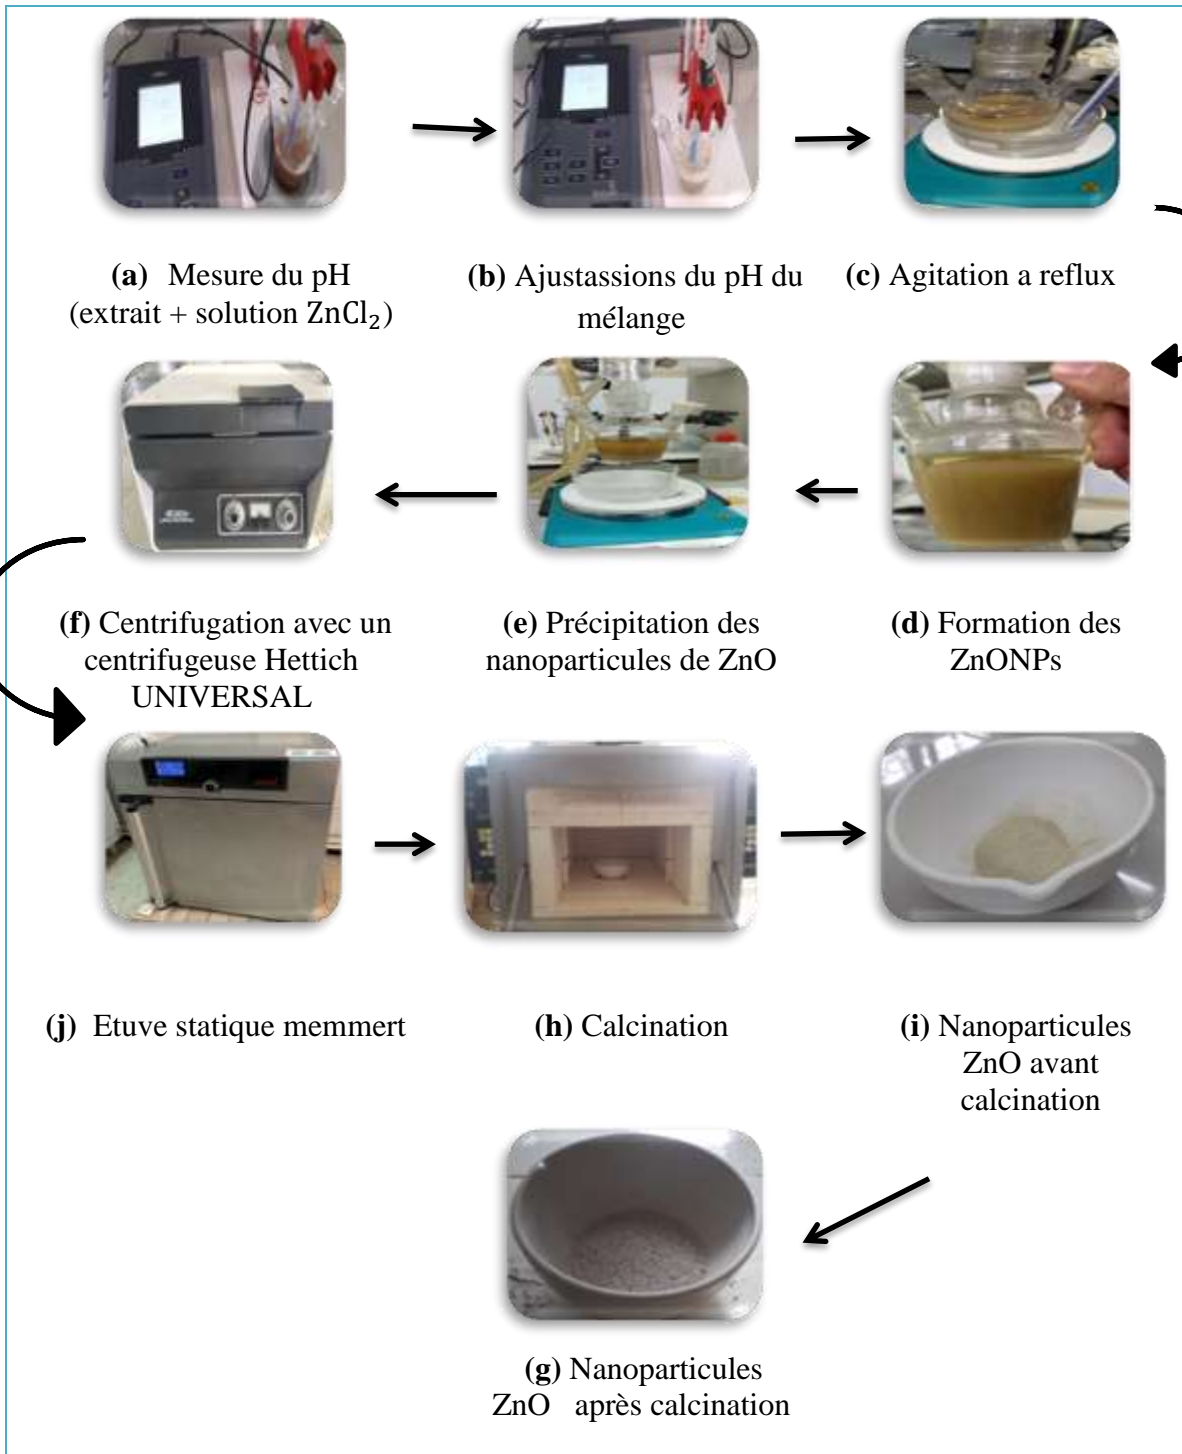 (a) Mesure du pH
(extrait + solution ZnCl₂)
(b) Ajustassions du pH du
mélange
(c) Agitation a reflux
(f) Centrifugation avec un
centrifugeuse Hettich
UNIVERSAL
(e) Précipitation des
nanoparticules de ZnO
(d) Formation des
ZnONPs
(j) Etuve statique memmert
(h) Calcination
(i) Nanoparticules
ZnO avant
calcination
(g) Nanoparticules
ZnO après calcination